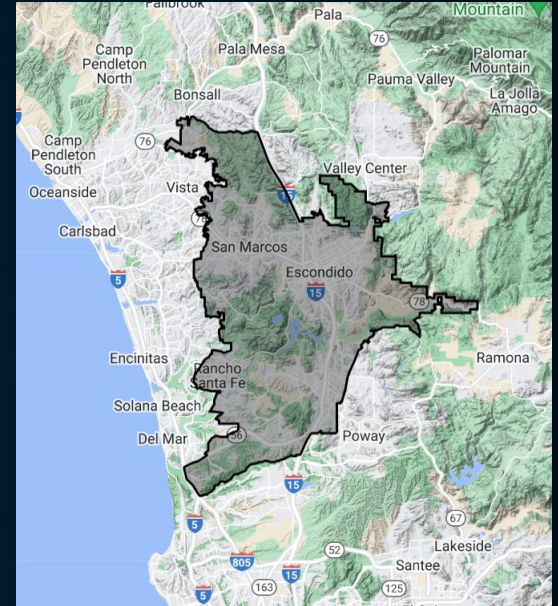 Fallbrook
Mountain
Pala
76
Camp
Pendleton
North
Pala Mesa
Palomar
Mountain
Pauma Valley
La Jolla
Amago
Bonsall
76
Camp
Pendleton
South
Valley Center
Oceanside
Vista
15
78
Carlsbad
San Marcos
Escondido
5
15
78
Encinitas
Rancho
Santa Fe
Ramona
Solana Beach
56
Del Mar
Poway
15
5
67
52
Lakeside
805
15
Santee
163
125
5